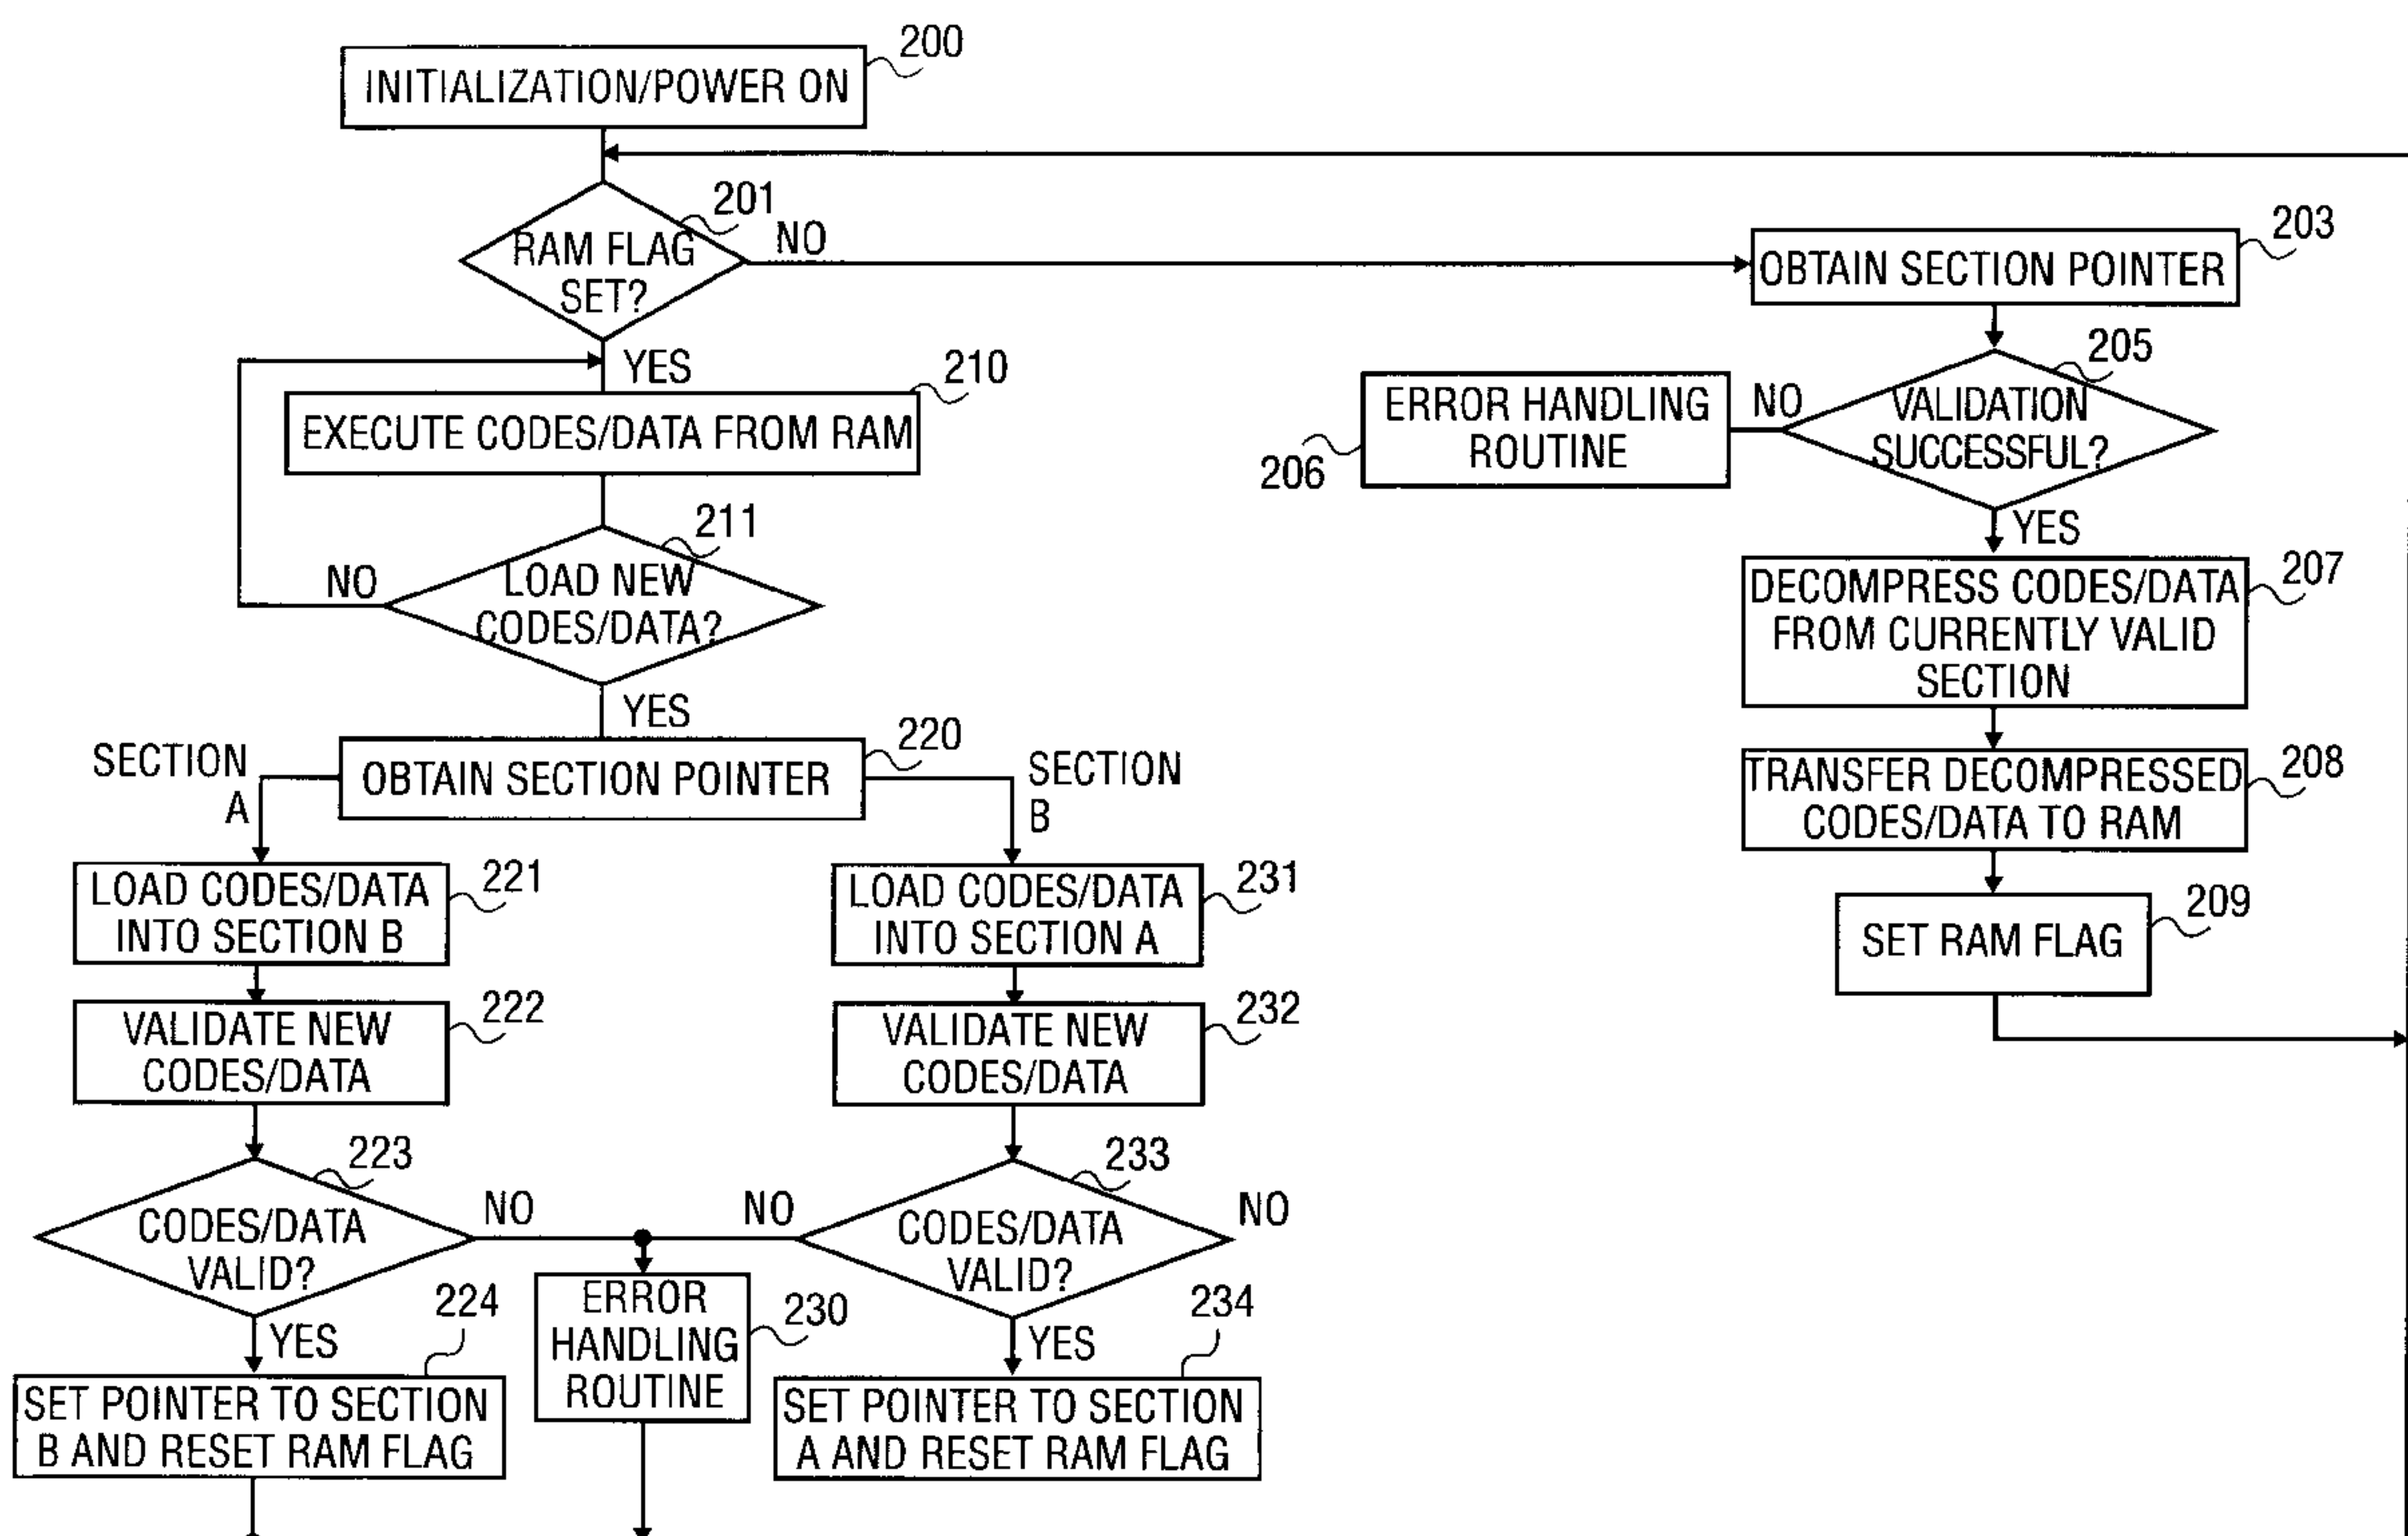 200
INITIALIZATION/POWER ON
201
RAM FLAG
SET?
NO
YES
203
OBTAIN SECTION POINTER
205
VALIDATION
SUCCESSFUL?
NO
ERROR HANDLING
ROUTINE
206
YES
207
DECOMPRESS CODES/DATA
FROM CURRENTLY VALID
SECTION
208
TRANSFER DECOMPRESSED
CODES/DATA TO RAM
209
SET RAM FLAG
210
EXECUTE CODES/DATA FROM RAM
211
LOAD NEW
CODES/DATA?
NO
YES
220
OBTAIN SECTION POINTER
SECTION
A
SECTION
B
221
LOAD CODES/DATA
INTO SECTION B
222
VALIDATE NEW
CODES/DATA
223
CODES/DATA
VALID?
NO
YES
224
SET POINTER TO SECTION
B AND RESET RAM FLAG
ERROR
HANDLING
ROUTINE
230
231
LOAD CODES/DATA
INTO SECTION A
232
VALIDATE NEW
CODES/DATA
233
CODES/DATA
VALID?
NO
NO
YES
234
SET POINTER TO SECTION
A AND RESET RAM FLAG